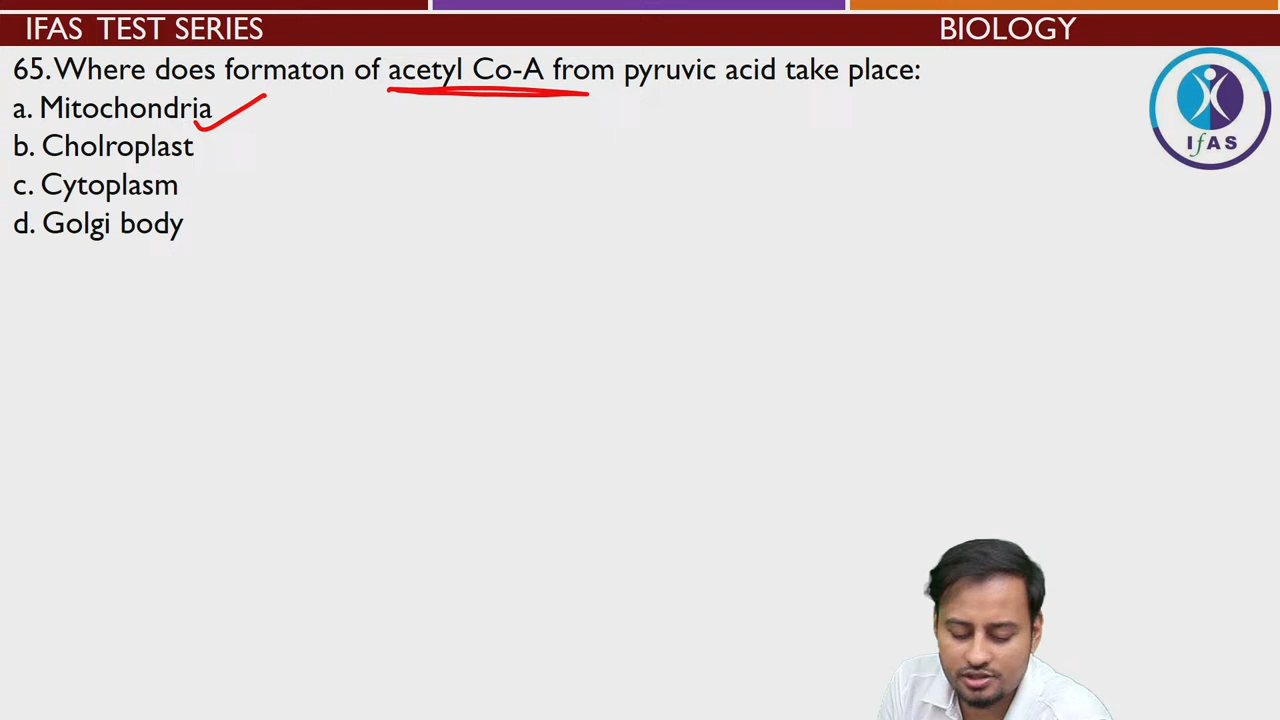 IFAS TEST SERIES
BIOLOGY
65. Where does formaton of acetyl Co-A from pyruvic acid take place:
a. Mitochondria
b. Cholroplast
c. Cytoplasm
d. Golgi body
IfAS